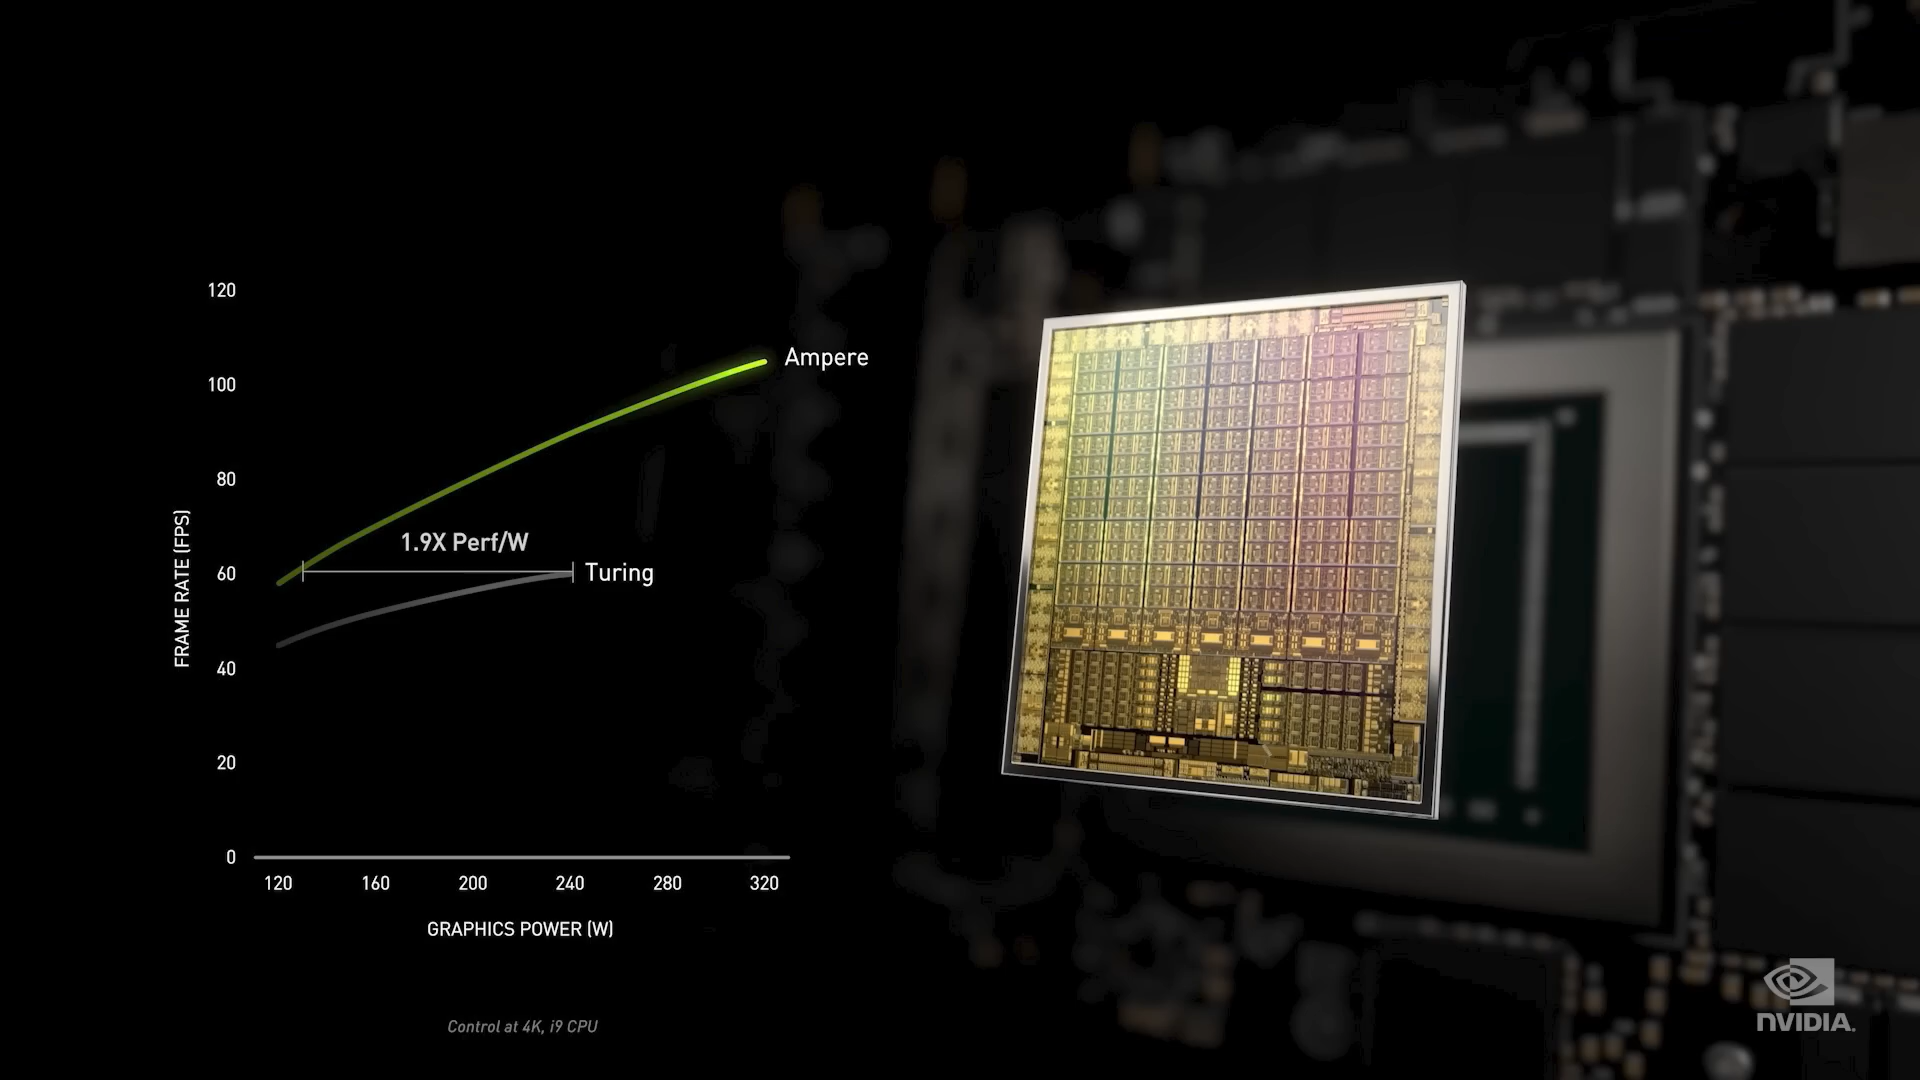 120
100
80
60
40
20
0
FRAME RATE (FPS)
Ampere
1.9X Perf/W
Turing
120 160 200 240 280 320
GRAPHICS POWER (W)
Control at 4K, i9 CPU
NVIDIA.